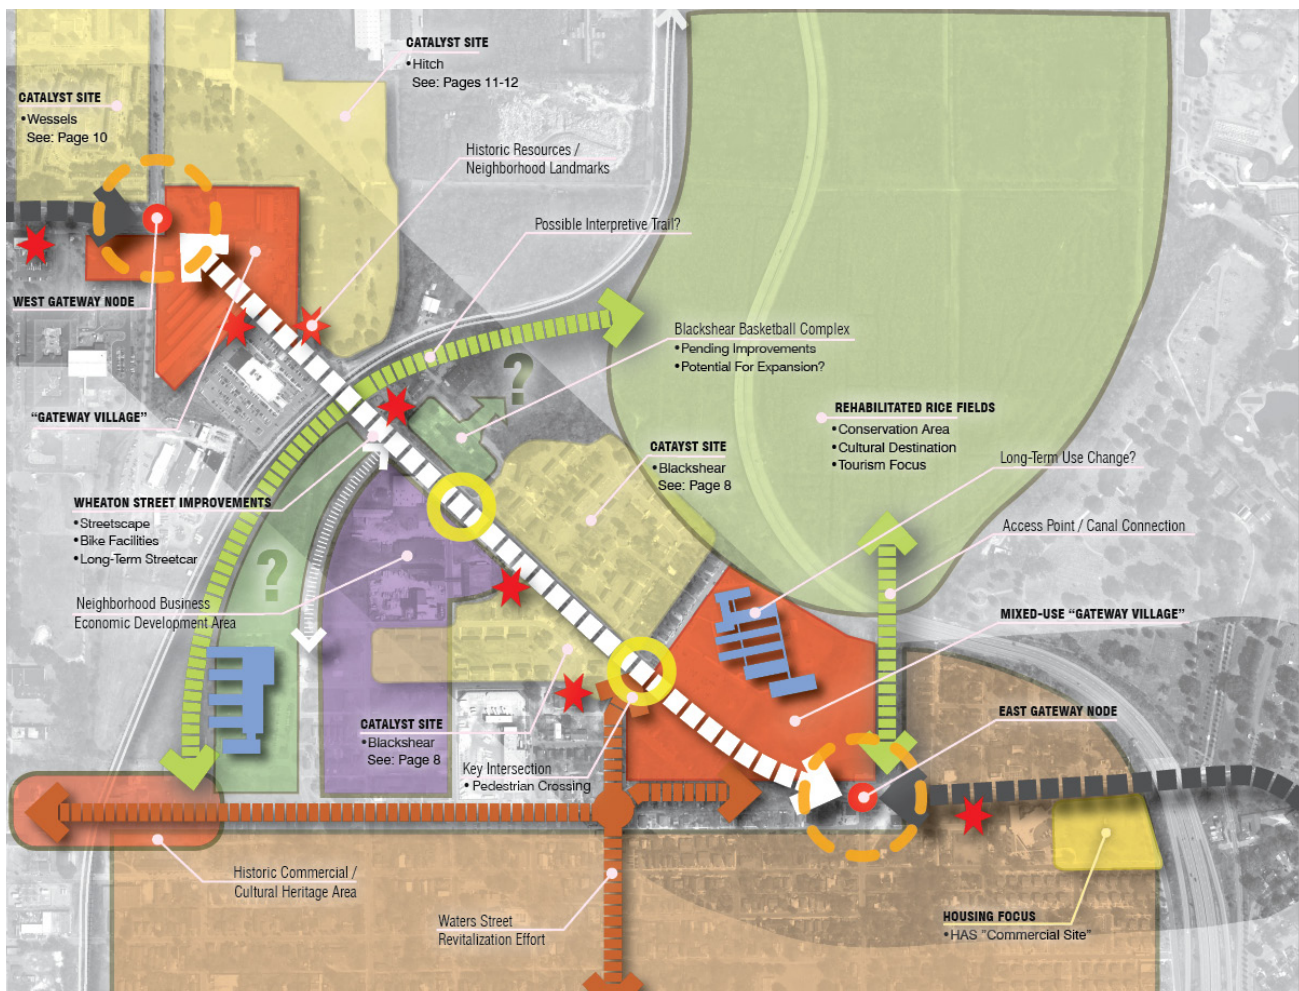 CATALYST SITE
•Hitch
See: Pages 11-12
CATALYST SITE
•Wessels
See: Page 10
Historic Resources /
Neighborhood Landmarks
Possible Interpretive Trail?
WEST GATEWAY NODE
Blackshear Basketball Complex
•Pending Improvements
•Potential For Expansion?
?
"GATEWAY VILLAGE"
REHABILITATED RICE FIELDS
•Conservation Area
•Cultural Destination
•Tourism Focus
CATAYST SITE
•Blackshear
See: Page 8
Long-Term Use Change?
WHEATON STREET IMPROVEMENTS
•Streetscape
•Bike Facilities
•Long-Term Streetcar
Access Point / Canal Connection
?
Neighborhood Business
Economic Development Area
MIXED-USE "GATEWAY VILLAGE"
EAST GATEWAY NODE
CATALYST SITE
•Blackshear
See: Page 8
Key Intersection
•Pedestrian Crossing
Historic Commercial /
Cultural Heritage Area
Waters Street
Revitalization Effort
HOUSING FOCUS
•HAS "Commercial Site"